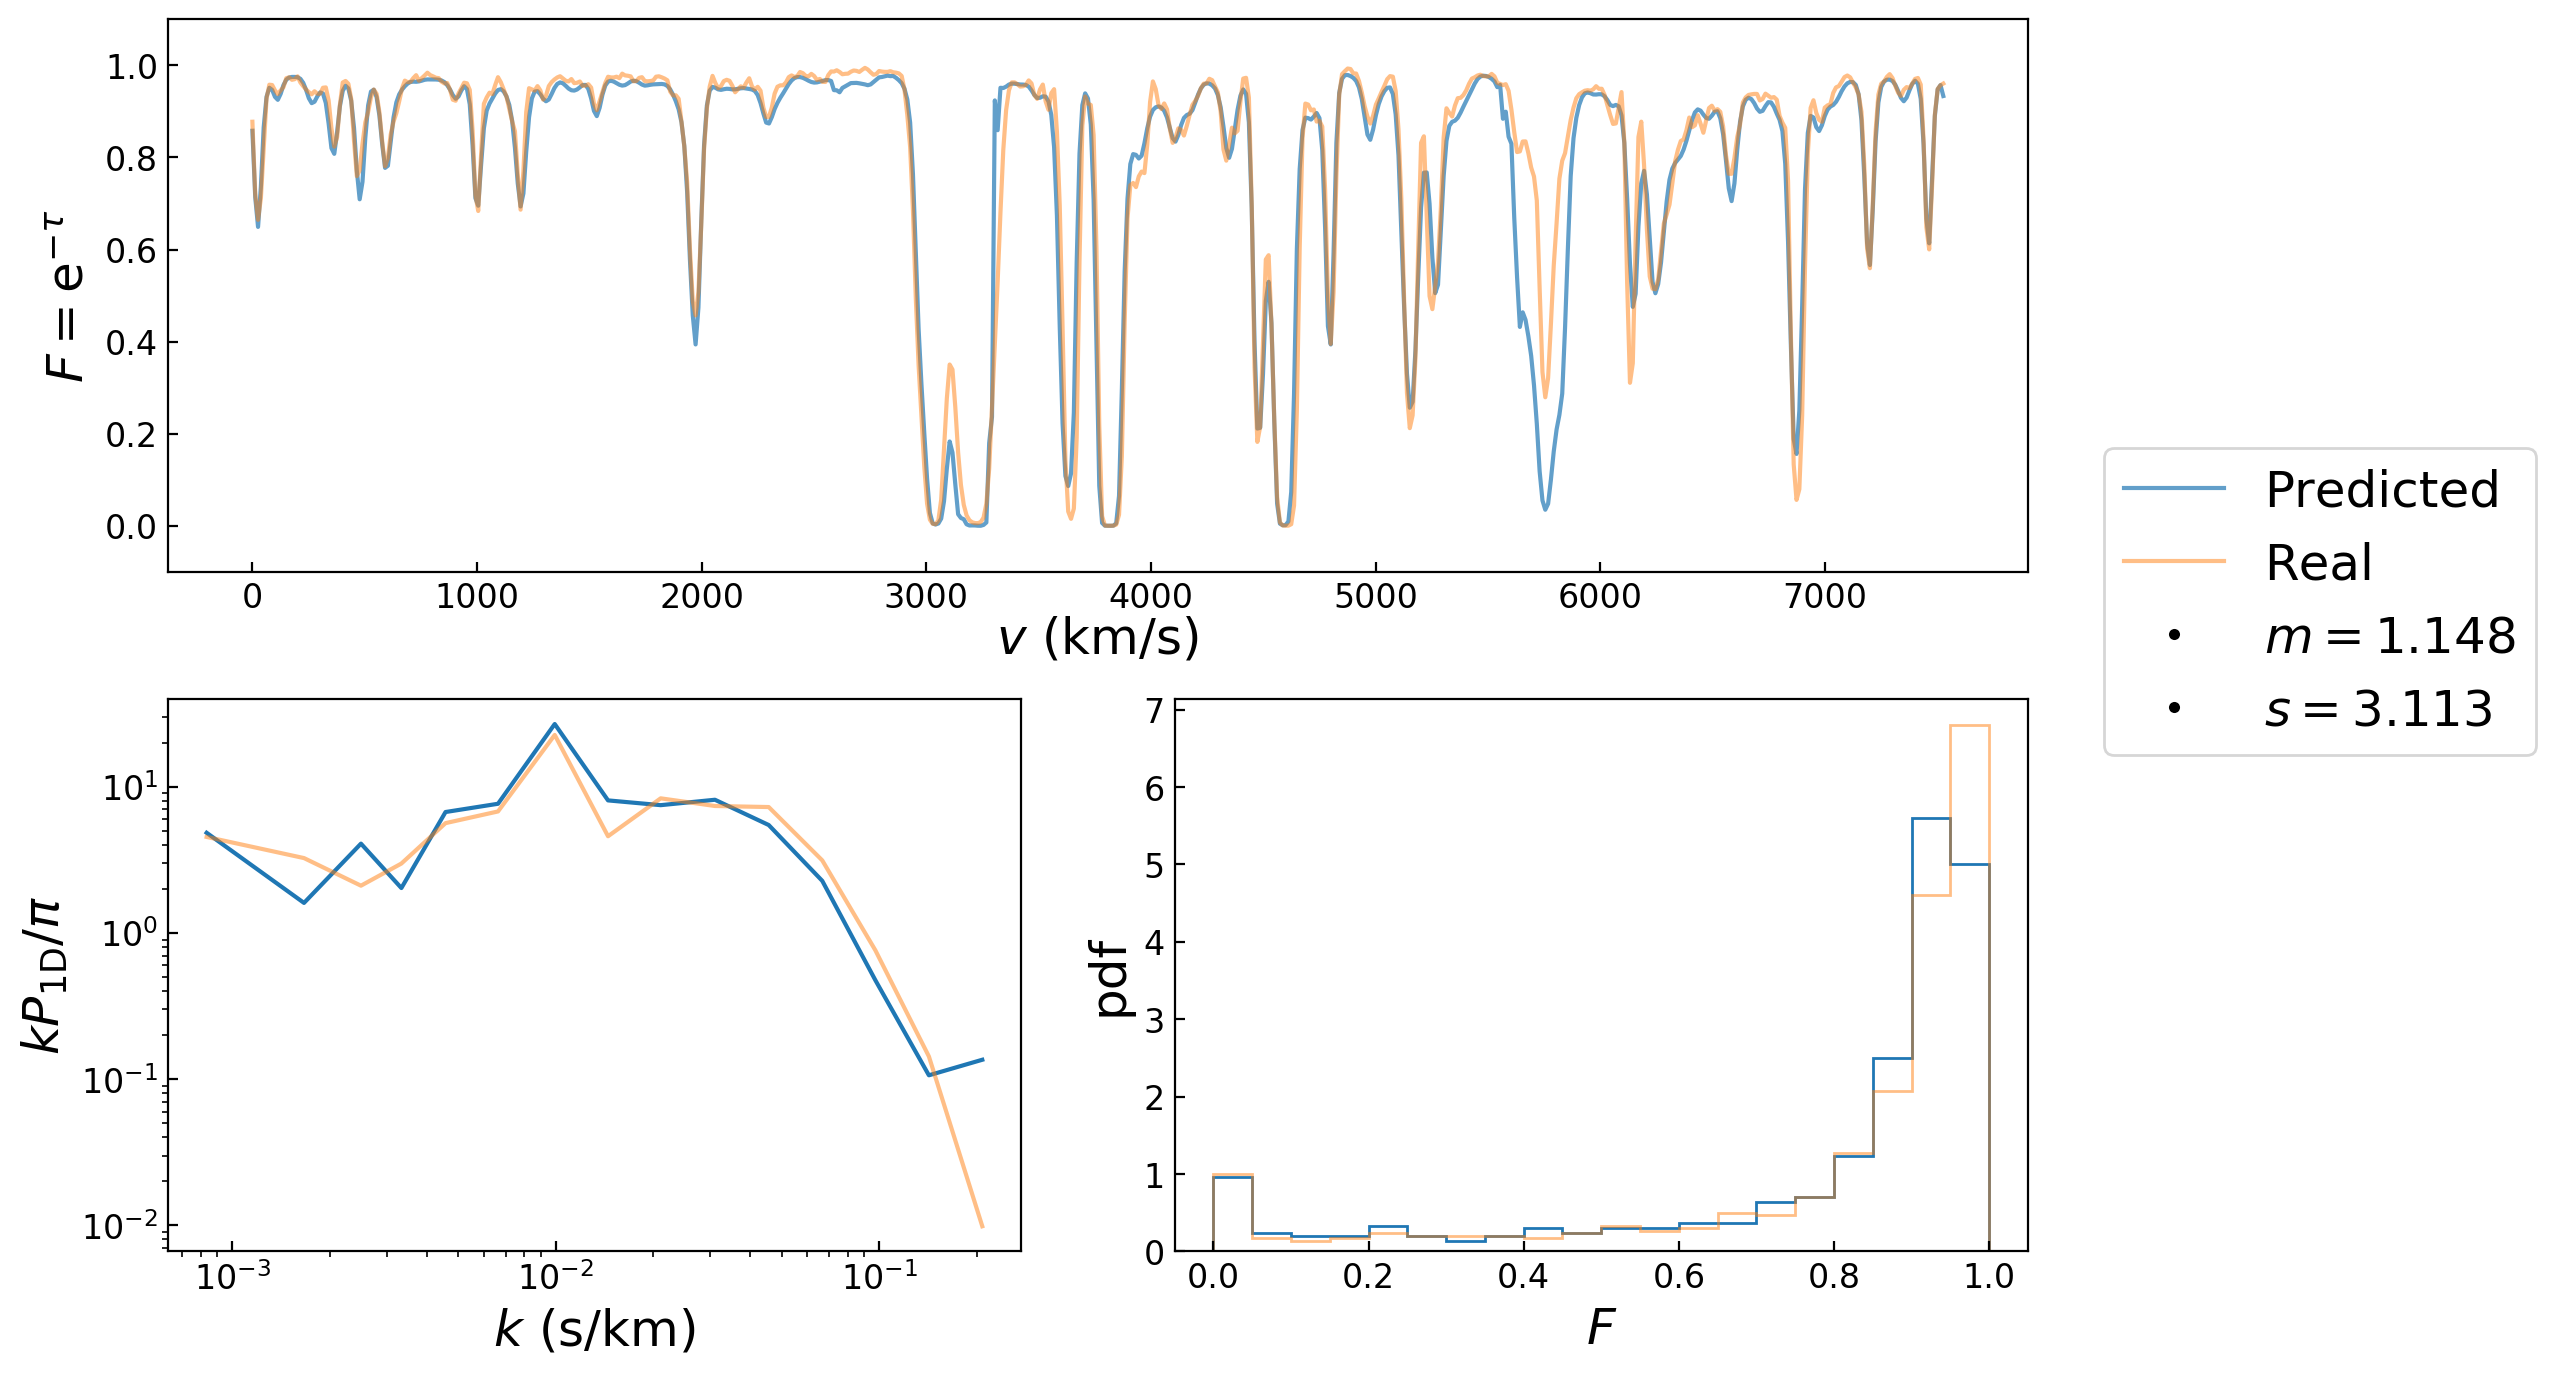 1.0
0.8
0.6
0.4
0.2
0.0
F = e^{−τ}
0 1000 2000 3000 4000 5000 6000 7000
v (km/s)
Predicted
Real
m = 1.148
s = 3.113
10^1
10^0
10^{−1}
10^{−2}
kP_{1D}/π
10^{−3} 10^{−2} 10^{−1}
k (s/km)
7
6
5
4
3
2
1
0
pdf
0.0 0.2 0.4 0.6 0.8 1.0
F